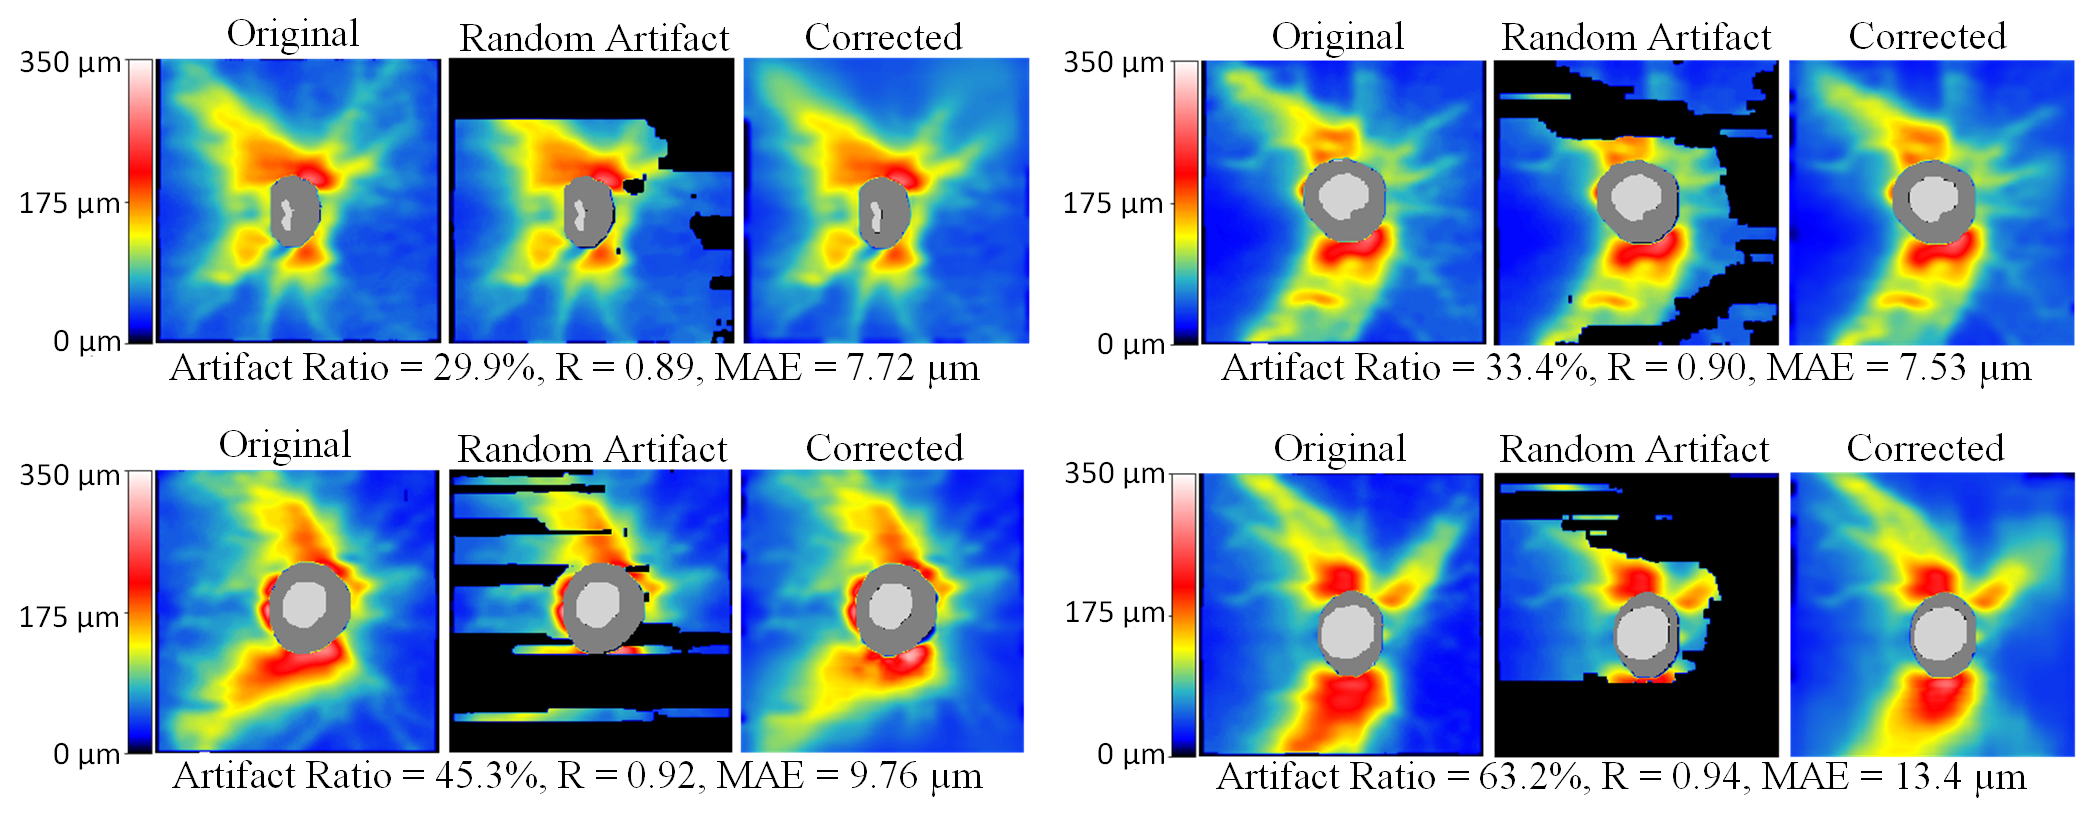 Original Random Artifact Corrected
350 µm
175 µm
0 µm
Artifact Ratio = 29.9%, R = 0.89, MAE = 7.72 µm
Original Random Artifact Corrected
350 µm
175 µm
0 µm
Artifact Ratio = 33.4%, R = 0.90, MAE = 7.53 µm
Original Random Artifact Corrected
350 µm
175 µm
0 µm
Artifact Ratio = 45.3%, R = 0.92, MAE = 9.76 µm
Original Random Artifact Corrected
350 µm
175 µm
0 µm
Artifact Ratio = 63.2%, R = 0.94, MAE = 13.4 µm